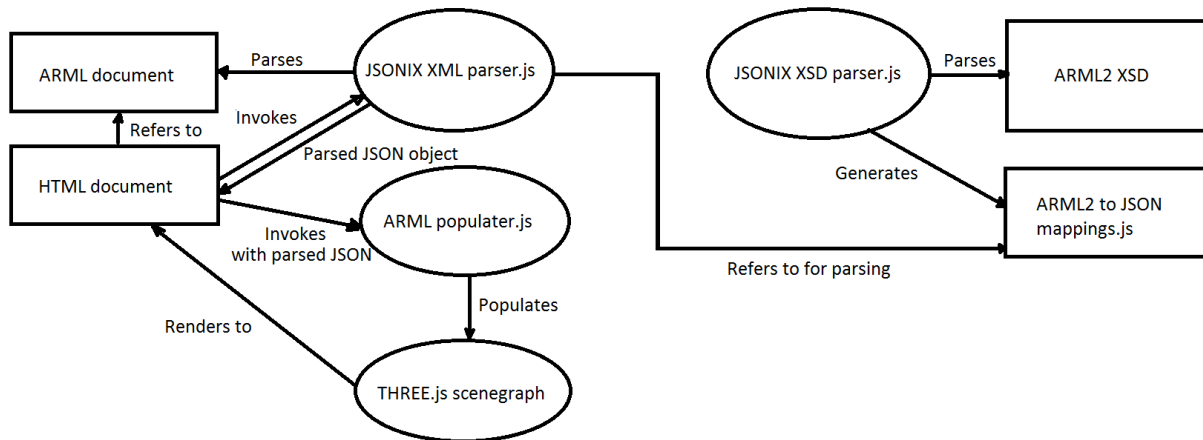 ARML document
Parses
JSONIX XML parser.js
JSONIX XSD parser.js
Parses
ARML2 XSD
Refers to
Invokes
Parsed JSON object
HTML document
Generates
ARML2 to JSON
mappings.js
ARML populater.js
Invokes
with parsed JSON
Refers to for parsing
Populates
Renders to
THREE.js scenegraph